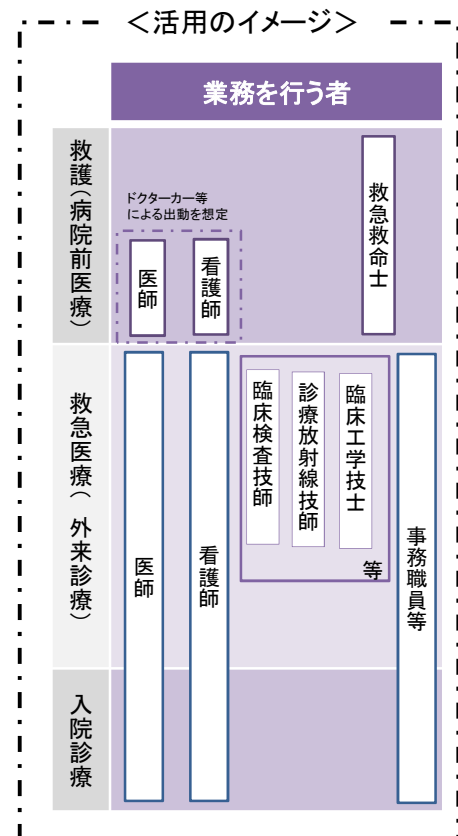 ＜活用のイメージ＞
業務を行う者
救護（病院前医療）
ドクターカー等
による出動を想定
医師
看護師
救急救命士
救急医療（ 外来診療）
医師
看護師
臨床検査技師
診療放射線技師
臨床工学技士
等
事務職員等
入院診療